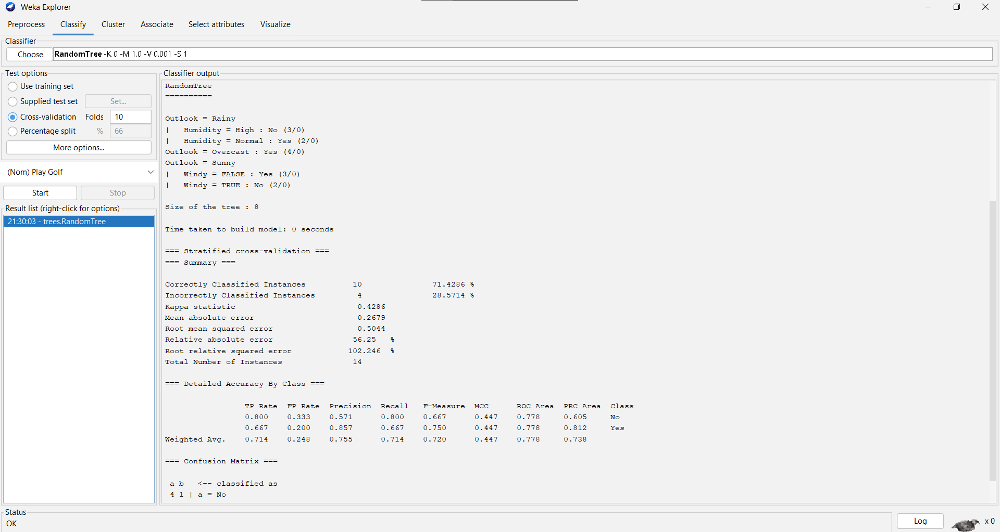 Weka Explorer
Preprocess Classify Cluster Associate Select attributes Visualize
Classifier
Choose RandomTree -K 0 -M 1.0 -V 0.001 -S 1
Test options
Use training set
Supplied test set Set...
Cross-validation Folds 10
Percentage split % 66
More options...
(Nom) Play Golf
Start Stop
Result list (right-click for options)
21:30:03 - trees.RandomTree
Classifier output
RandomTree
==========
Outlook = Rainy
|   Humidity = High : No (3/0)
|   Humidity = Normal : Yes (2/0)
Outlook = Overcast : Yes (4/0)
Outlook = Sunny
|   Windy = FALSE : Yes (3/0)
|   Windy = TRUE : No (2/0)
Size of the tree : 8
Time taken to build model: 0 seconds
=== Stratified cross-validation ===
=== Summary ===
Correctly Classified Instances 10 71.4286 %
Incorrectly Classified Instances 4 28.5714 %
Kappa statistic 0.4286
Mean absolute error 0.2679
Root mean squared error 0.5044
Relative absolute error 56.25 %
Root relative squared error 102.246 %
Total Number of Instances 14
=== Detailed Accuracy By Class ===
TP Rate FP Rate Precision Recall F-Measure MCC ROC Area PRC Area Class
0.800 0.333 0.571 0.800 0.667 0.447 0.778 0.605 No
0.667 0.200 0.857 0.667 0.750 0.447 0.778 0.812 Yes
Weighted Avg. 0.714 0.248 0.755 0.714 0.720 0.447 0.778 0.738
=== Confusion Matrix ===
a b <-- classified as
4 1 | a = No
Status
OK
Log x 0